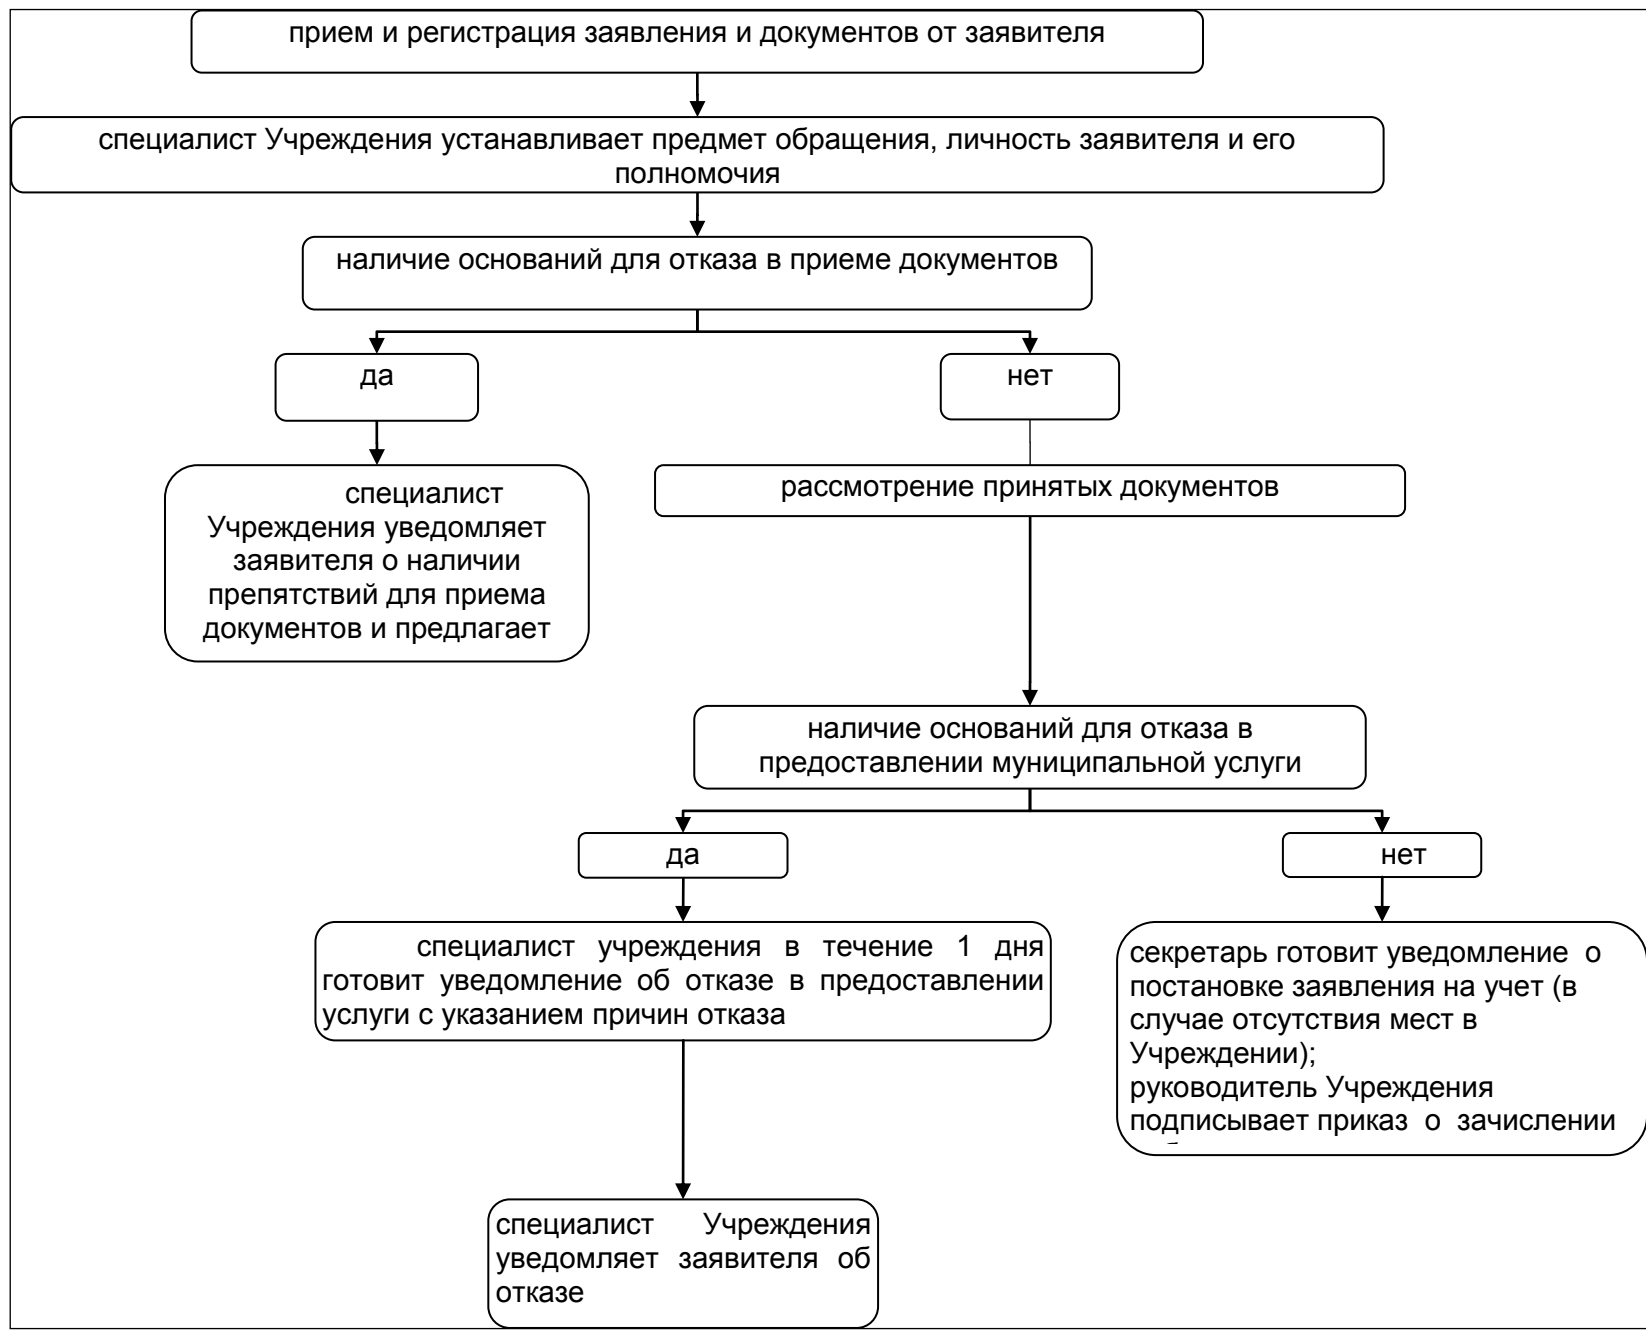 прием и регистрация заявления и документов от заявителя
специалист Учреждения устанавливает предмет обращения, личность заявителя и его
полномочия
наличие оснований для отказа в приеме документов
да
нет
специалист
Учреждения уведомляет
заявителя о наличии
препятствий для приема
документов и предлагает
рассмотрение принятых документов
наличие оснований для отказа в
предоставлении муниципальной услуги
да
нет
специалист учреждения в течение 1 дня
готовит уведомление об отказе в предоставлении
услуги с указанием причин отказа
секретарь готовит уведомление о
постановке заявления на учет (в
случае отсутствия мест в
Учреждении);
руководитель Учреждения
подписывает приказ о зачислении
специалист Учреждения
уведомляет заявителя об
отказе